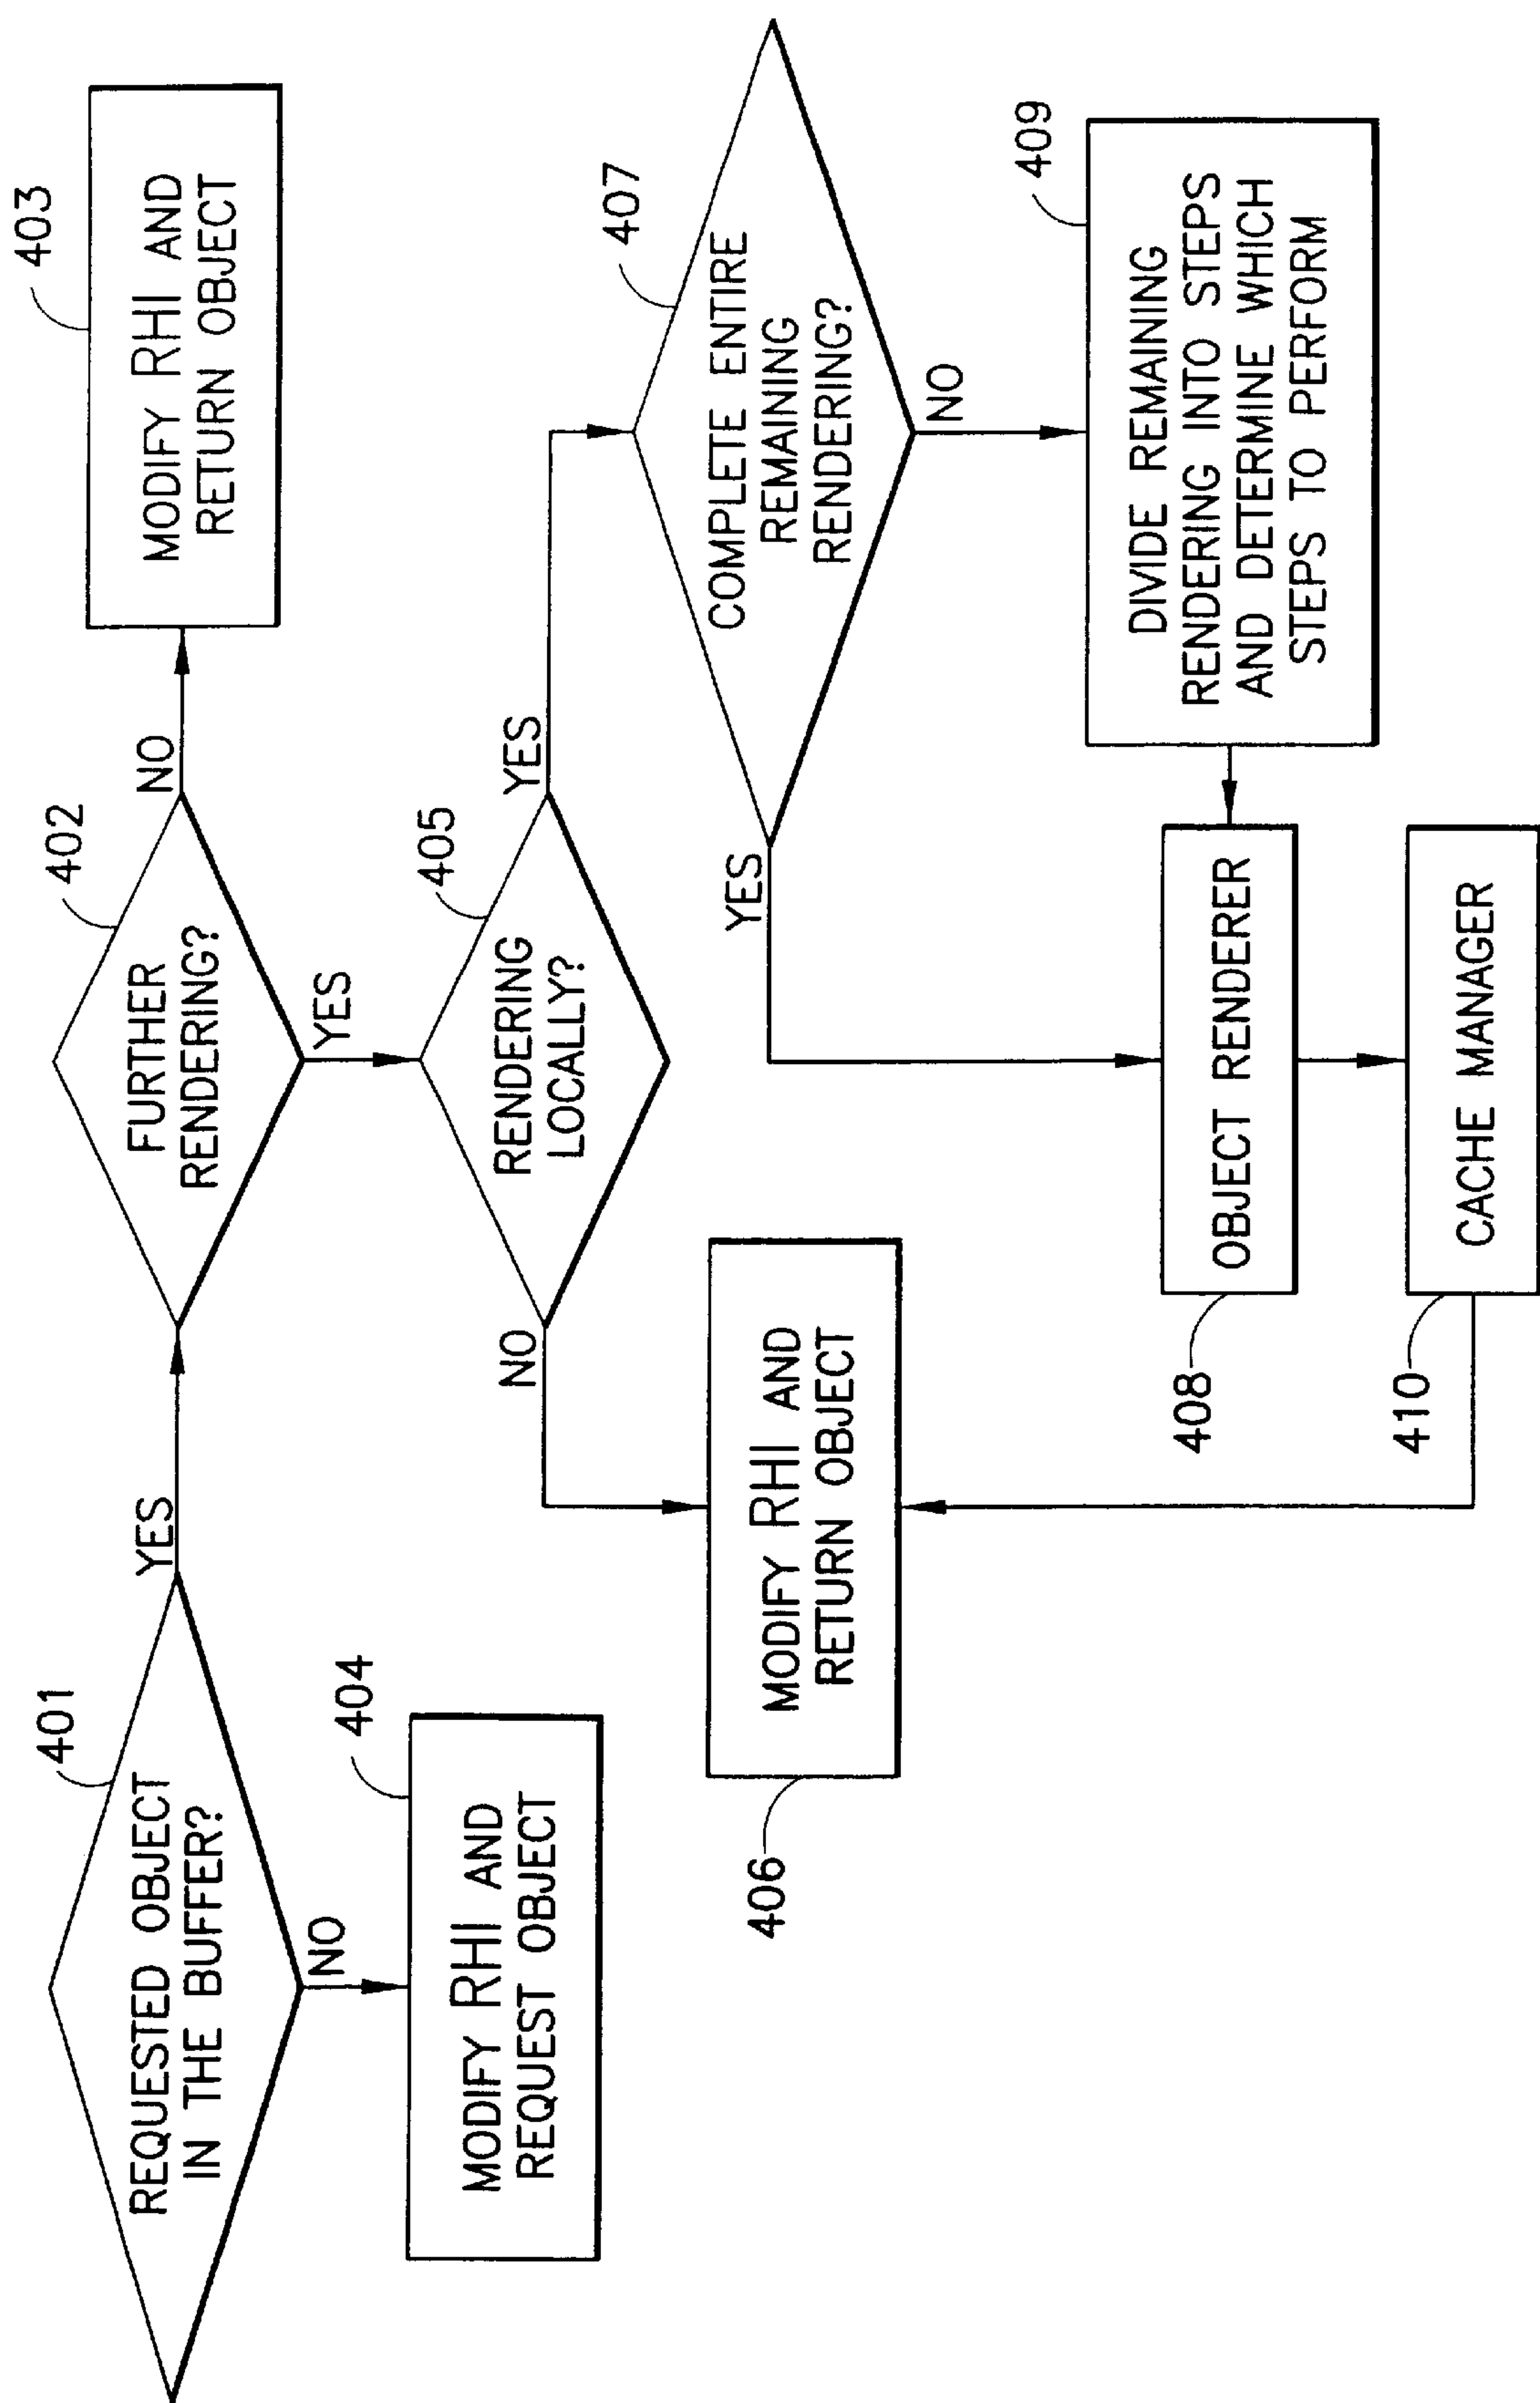 401
REQUESTED OBJECT
IN THE BUFFER?
YES
NO
404
MODIFY RHI AND
REQUEST OBJECT
402
FURTHER
RENDERING?
NO
YES
403
MODIFY RHI AND
RETURN OBJECT
405
RENDERING
LOCALLY?
NO
YES
406
MODIFY RHI AND
RETURN OBJECT
407
COMPLETE ENTIRE
REMAINING
RENDERING?
YES
NO
409
DIVIDE REMAINING
RENDERING INTO STEPS
AND DETERMINE WHICH
STEPS TO PERFORM
408
OBJECT RENDERER
410
CACHE MANAGER